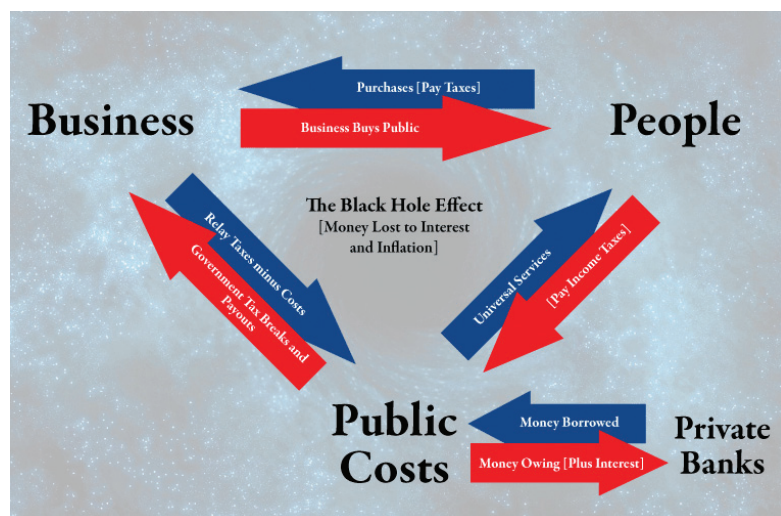 Purchases [Pay Taxes]
Business
People
Business Buys Public
The Black Hole Effect
[Money Lost to Interest
and Inflation]
Relay Taxes minus Costs
Government Tax Breaks and
Payouts
Universal Services
[Pay Income Taxes]
Public
Costs
Money Borrowed
Money Owing [Plus Interest]
Private
Banks